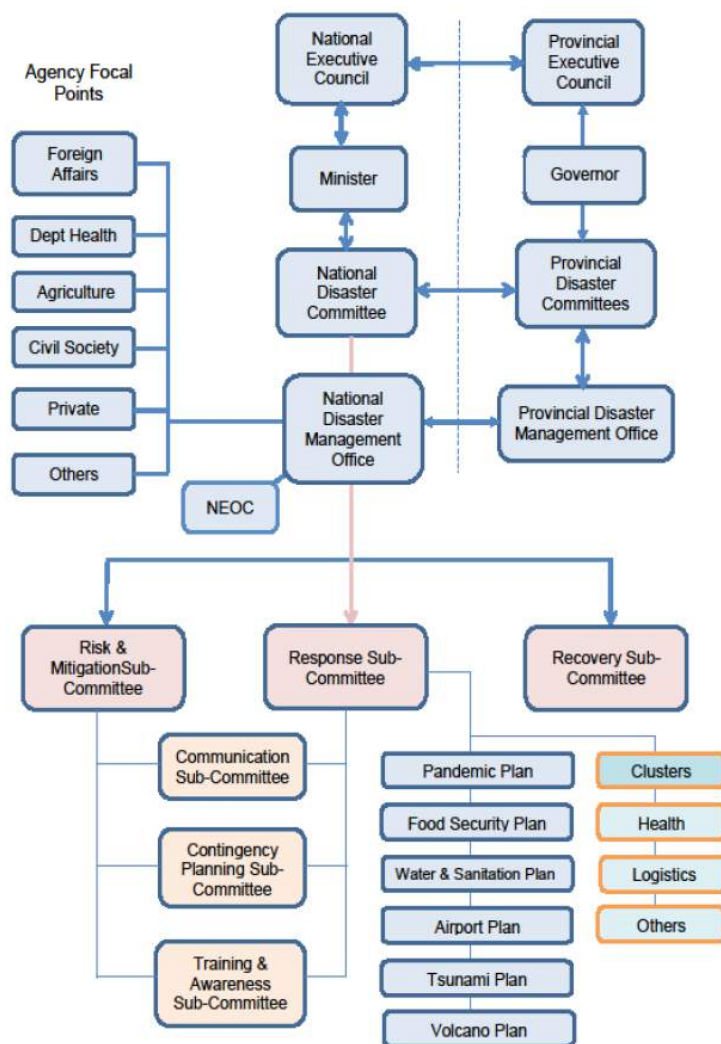 Agency Focal
Points
National
Executive
Council
Provincial
Executive
Council
Foreign
Affairs
Minister
Governor
Dept Health
Agriculture
National
Disaster
Committee
Provincial
Disaster
Committees
Civil Society
Private
National
Disaster
Management
Office
Provincial Disaster
Management Office
Others
NEOC
Risk &
MitigationSub-
Committee
Response Sub-
Committee
Recovery Sub-
Committee
Communication
Sub-Committee
Contingency
Planning Sub-
Committee
Training &
Awareness
Sub-Committee
Pandemic Plan
Food Security Plan
Water & Sanitation Plan
Airport Plan
Tsunami Plan
Volcano Plan
Clusters
Health
Logistics
Others